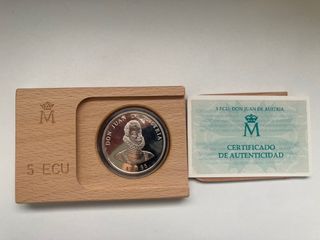 M
5 ECU
DON JUAN DE AUSTRIA
5 ECU-DON JUAN DE AUSTRIA
M
CERTIFICADO
DE AUTENTICIDAD